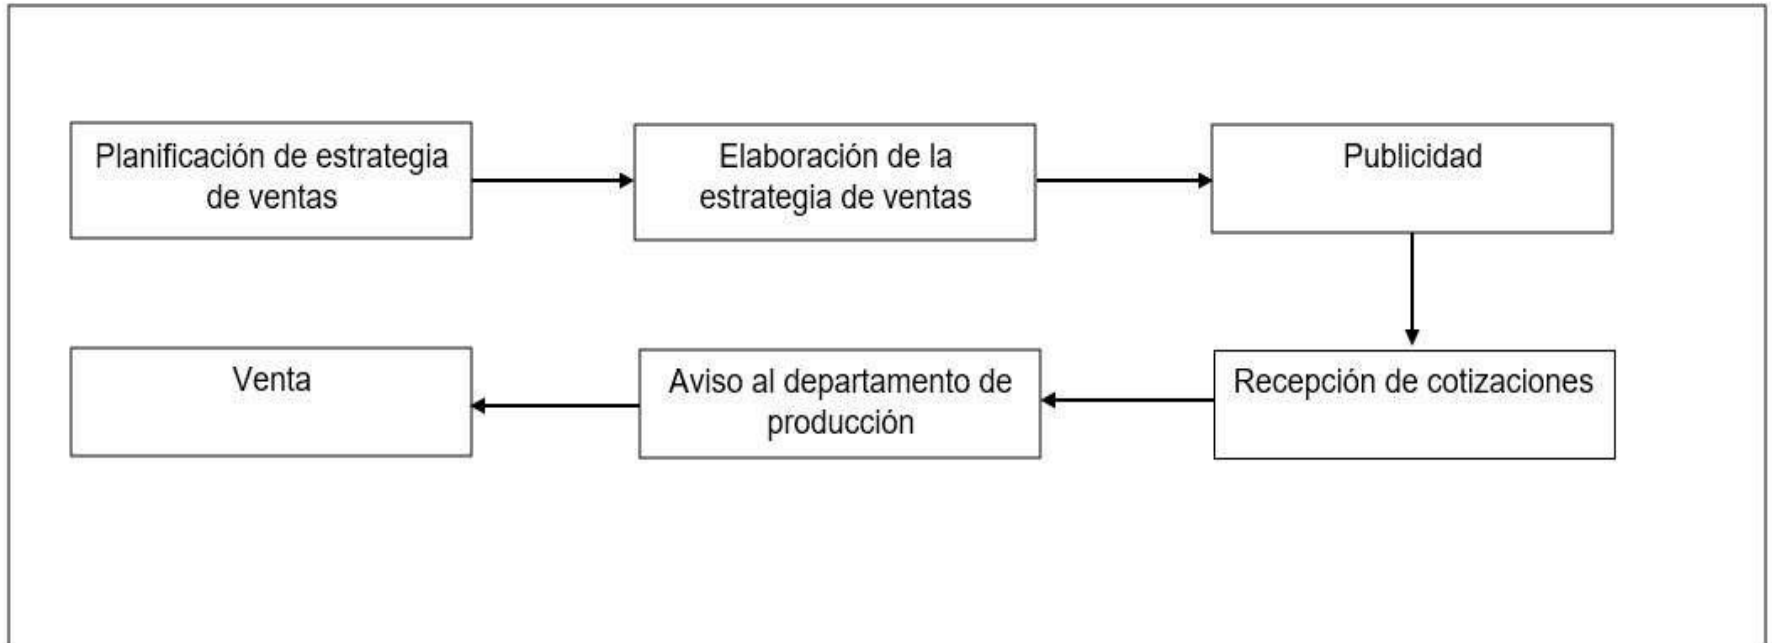 Planificación de estrategia
de ventas
Elaboración de la
estrategia de ventas
Publicidad
Recepción de cotizaciones
Aviso al departamento de
producción
Venta